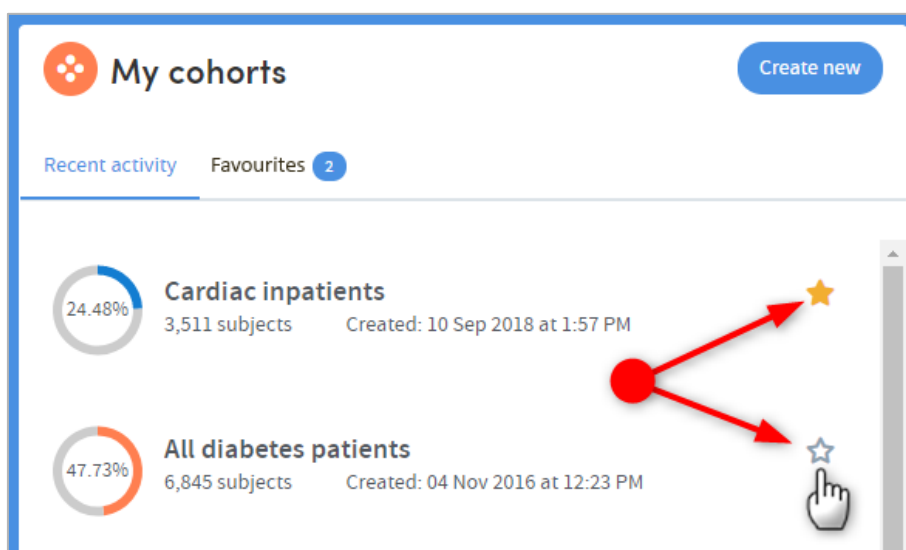 My cohorts
Create new
Recent activity Favourites 2
Cardiac inpatients
24.48%
3,511 subjects Created: 10 Sep 2018 at 1:57 PM
All diabetes patients
47.73%
6,845 subjects Created: 04 Nov 2016 at 12:23 PM